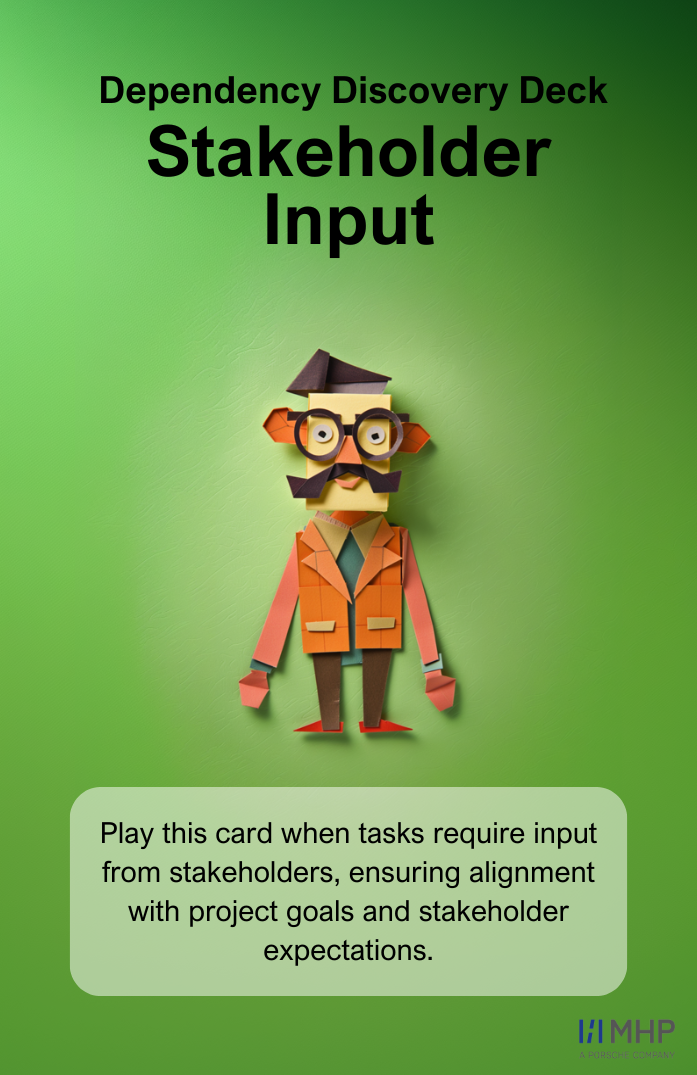 Dependency Discovery Deck
Stakeholder
Input
Play this card when tasks require input
from stakeholders, ensuring alignment
with project goals and stakeholder
expectations.
MHP
A PORSCHE COMPANY